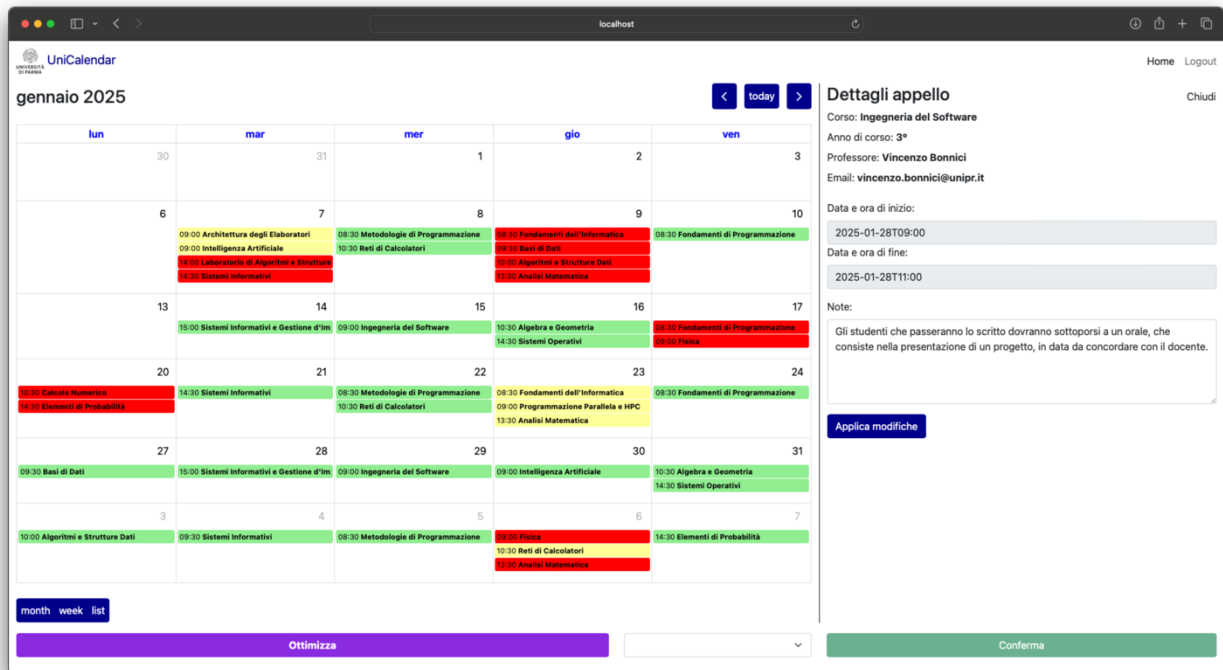 localhost
UNIVERSITÀ
DI PARMA
UniCalendar
Home Logout
gennaio 2025
today
lun mar mer gio ven
30 31 1 2 3
6 7 8 9 10
09:00 Architettura degli Elaboratori
09:00 Intelligenza Artificiale
14:00 Laboratorio di Algoritmi e Strutture
14:30 Sistemi Informativi
08:30 Metodologie di Programmazione
10:30 Reti di Calcolatori
08:30 Fondamenti dell'Informatica
09:30 Basi di Dati
10:00 Algoritmi e Strutture Dati
13:30 Analisi Matematica
08:30 Fondamenti di Programmazione
13 14 15 16 17
15:00 Sistemi Informativi e Gestione d'Im
09:00 Ingegneria del Software
10:30 Algebra e Geometria
14:30 Sistemi Operativi
08:30 Fondamenti di Programmazione
09:00 Fisica
20 21 22 23 24
10:30 Calcolo Numerico
14:30 Elementi di Probabilità
14:30 Sistemi Informativi
08:30 Metodologie di Programmazione
10:30 Reti di Calcolatori
08:30 Fondamenti dell'Informatica
09:00 Programmazione Parallela e HPC
13:30 Analisi Matematica
08:30 Fondamenti di Programmazione
27 28 29 30 31
09:30 Basi di Dati
15:00 Sistemi Informativi e Gestione d'Im
09:00 Ingegneria del Software
09:00 Intelligenza Artificiale
10:30 Algebra e Geometria
14:30 Sistemi Operativi
3 4 5 6 7
10:00 Algoritmi e Strutture Dati
09:30 Sistemi Informativi
08:30 Metodologie di Programmazione
09:00 Fisica
10:30 Reti di Calcolatori
13:30 Analisi Matematica
14:30 Elementi di Probabilità
month week list
Ottimizza
Dettagli appello
Chiudi
Corso: Ingegneria del Software
Anno di corso: 3°
Professore: Vincenzo Bonnici
Email: vincenzo.bonnici@unipr.it
Data e ora di inizio:
2025-01-28T09:00
Data e ora di fine:
2025-01-28T11:00
Note:
Gli studenti che passeranno lo scritto dovranno sottoporsi a un orale, che
consiste nella presentazione di un progetto, in data da concordare con il docente.
Applica modifiche
Conferma